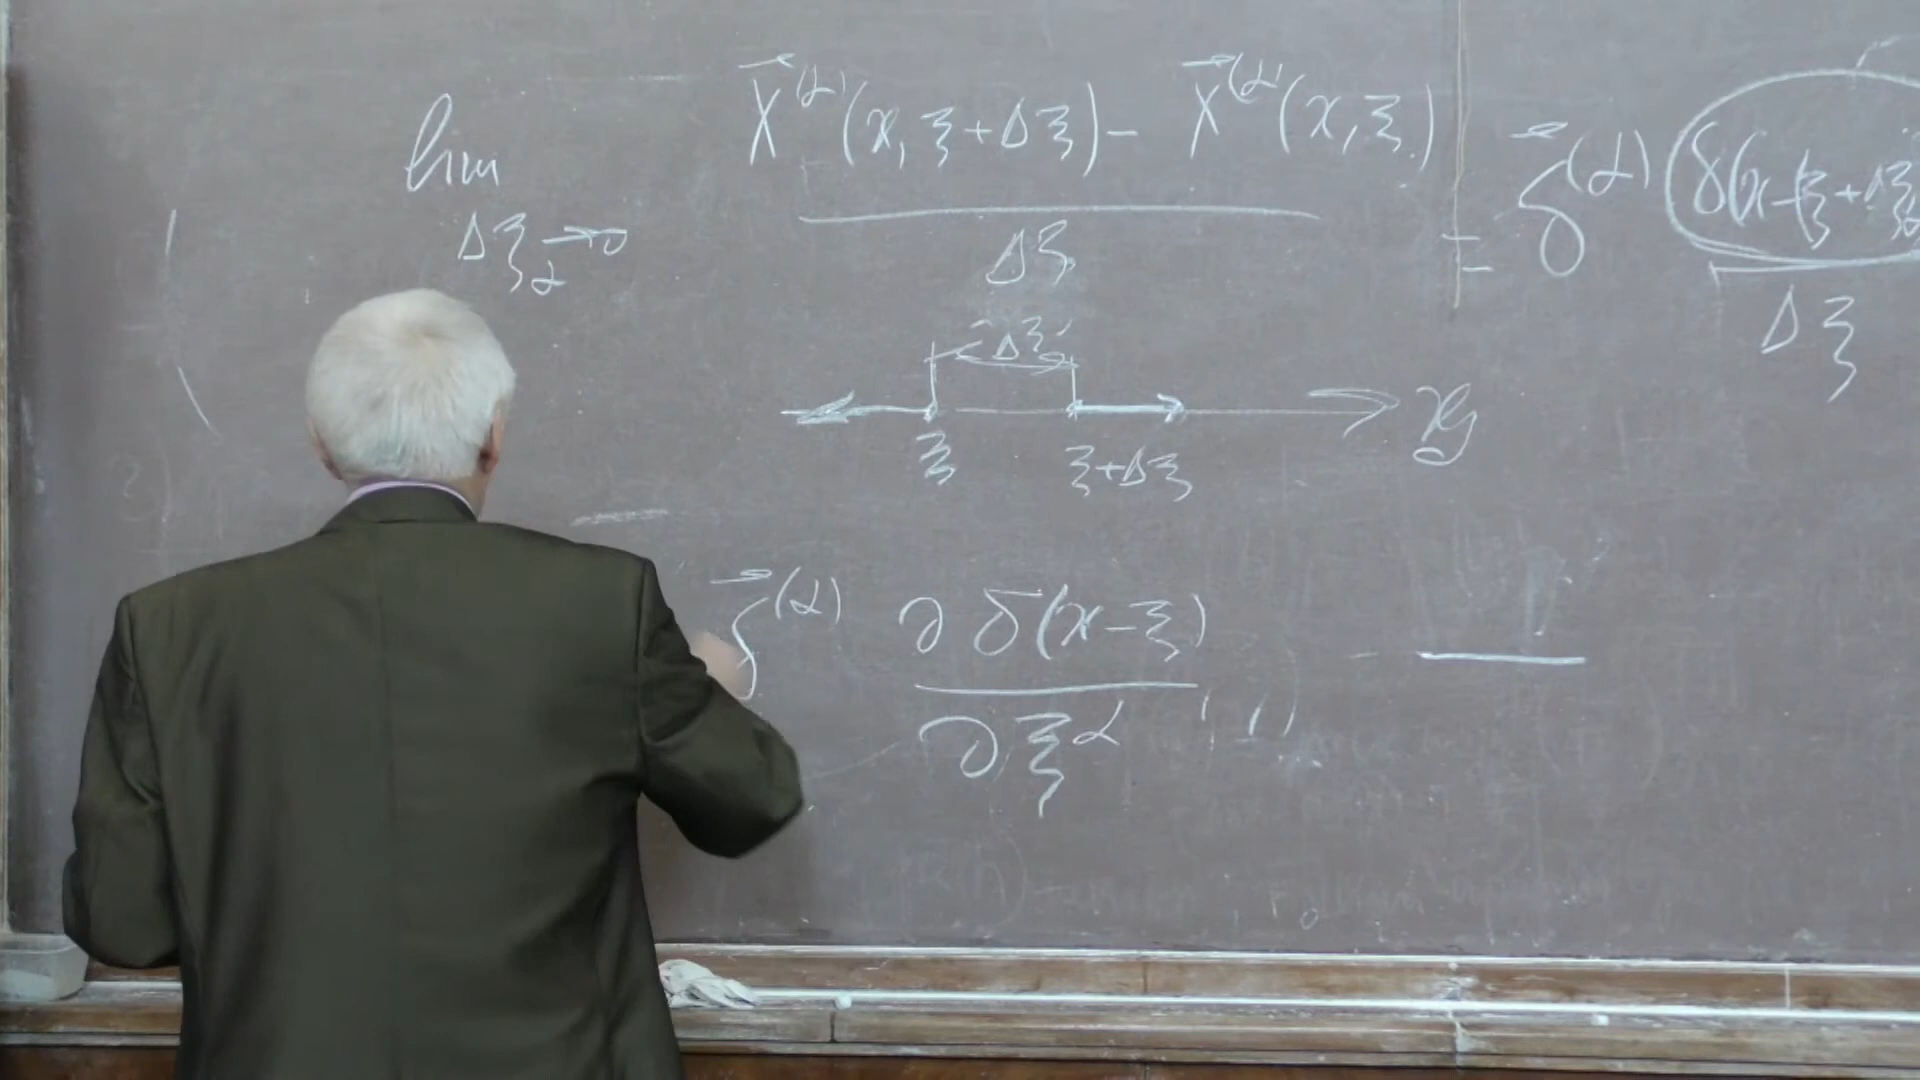 lim X⃗^(α)(x, ξ+Δξ) − X⃗^(α)(x, ξ) = δ⃗^(α) δ(x−ξ+Δξ
Δξ_α→0 Δξ Δξ
Δξ
ξ ξ+Δξ x
δ⃗^(α) ∂δ(x−ξ)
∂ξ^α